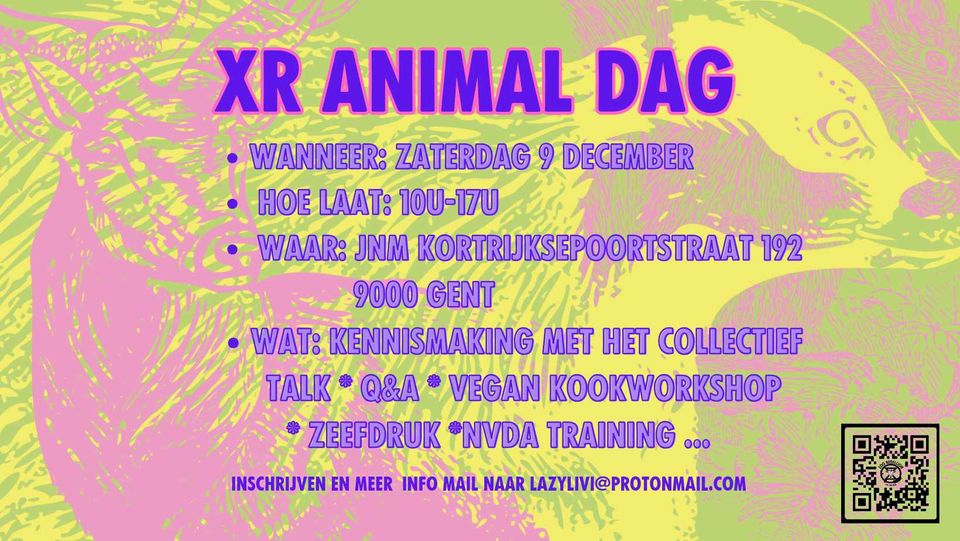 XR ANIMAL DAG
• WANNEER: ZATERDAG 9 DECEMBER
• HOE LAAT: 10U-17U
• WAAR: JNM KORTRIJKSEPOORTSTRAAT 192
9000 GENT
• WAT: KENNISMAKING MET HET COLLECTIEF
TALK * Q&A * VEGAN KOOKWORKSHOP
* ZEEFDRUK *NVDA TRAINING ...
INSCHRIJVEN EN MEER INFO MAIL NAAR LAZYLIVI@PROTONMAIL.COM